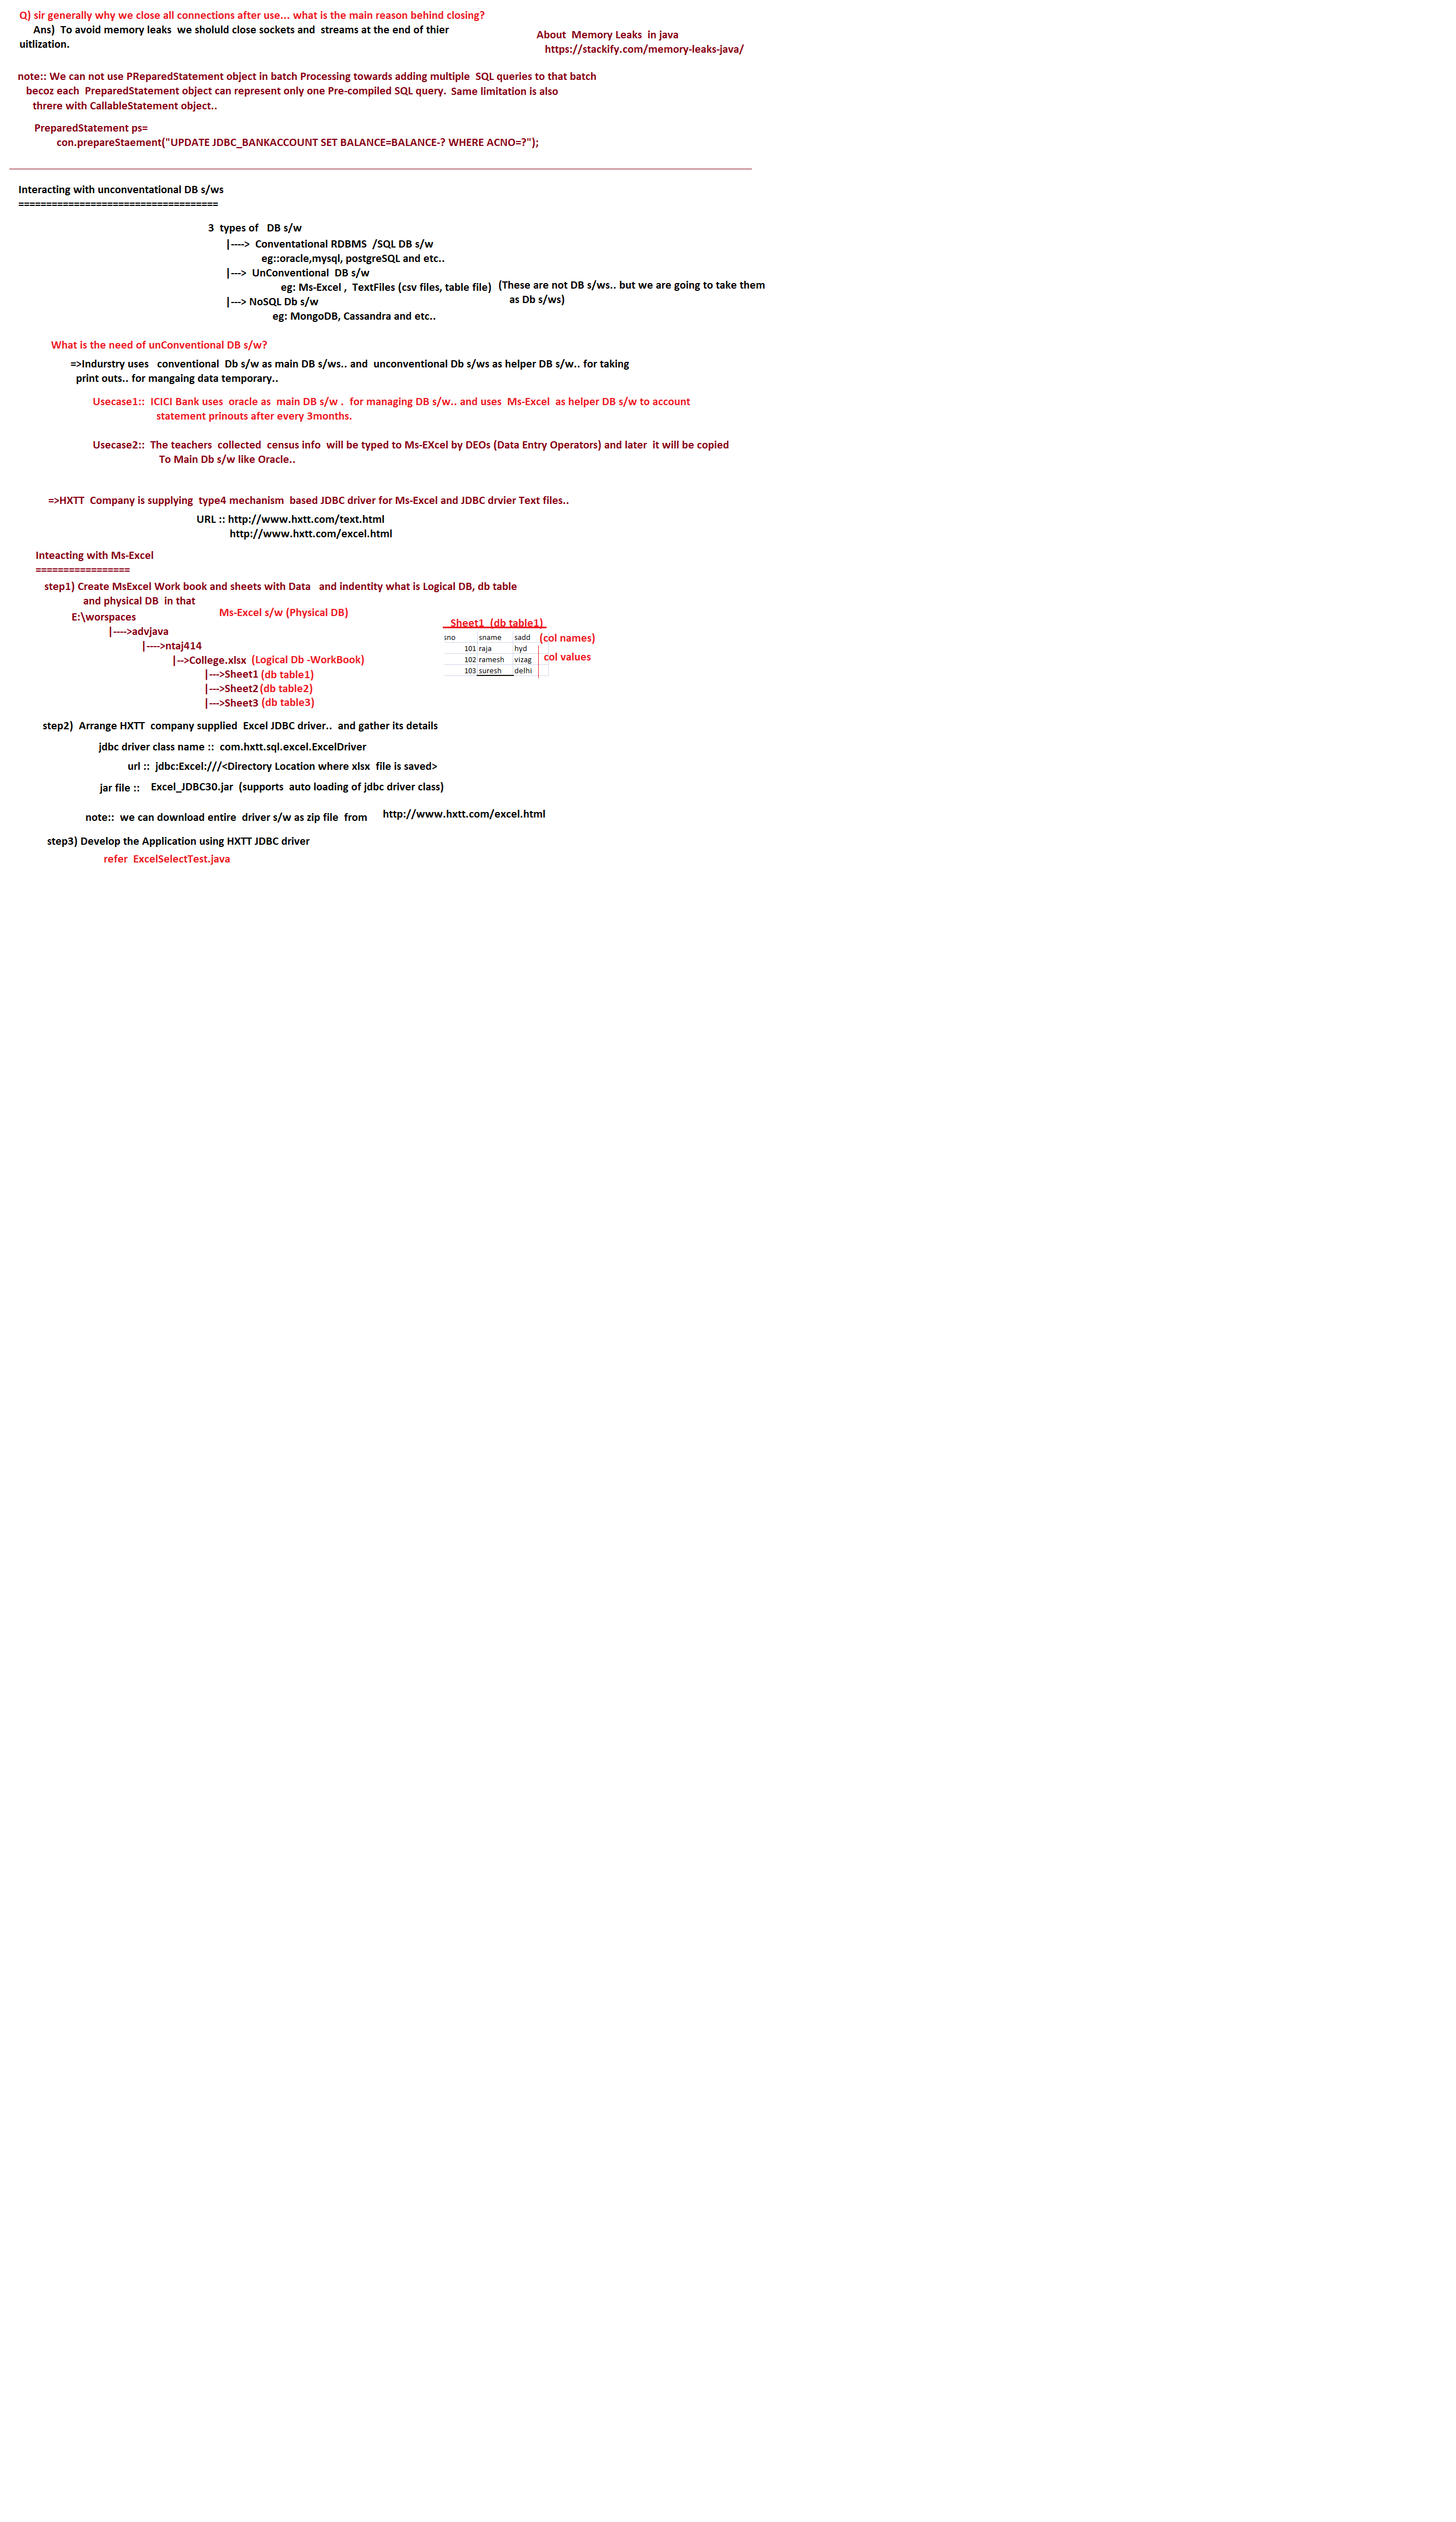 Q) sir generally why we close all connections after use... what is the main reason behind closing?
Ans)  To avoid memory leaks  we sholuld close sockets and  streams at the end of thier
uitlization.
About  Memory Leaks  in java
https://stackify.com/memory-leaks-java/
note:: We can not use PReparedStatement object in batch Processing towards adding multiple  SQL queries to that batch
becoz each  PreparedStatement object can represent only one Pre-compiled SQL query.  Same limitation is also
threre with CallableStatement object..
PreparedStatement ps=
con.prepareStaement("UPDATE JDBC_BANKACCOUNT SET BALANCE=BALANCE-? WHERE ACNO=?");
Interacting with unconventational DB s/ws
====================================
3  types of   DB s/w
|---->  Conventational RDBMS  /SQL DB s/w
eg::oracle,mysql, postgreSQL and etc..
|--->  UnConventional  DB s/w
eg: Ms-Excel ,  TextFiles (csv files, table file)  (These are not DB s/ws.. but we are going to take them
as Db s/ws)
|---> NoSQL Db s/w
eg: MongoDB, Cassandra and etc..
What is the need of unConventional DB s/w?
=>Indurstry uses   conventional  Db s/w as main DB s/ws.. and  unconventional Db s/ws as helper DB s/w.. for taking
print outs.. for mangaing data temporary..
Usecase1::  ICICI Bank uses  oracle as  main DB s/w .  for managing DB s/w.. and uses  Ms-Excel  as helper DB s/w to account
statement prinouts after every 3months.
Usecase2::  The teachers  collected  census info  will be typed to Ms-EXcel by DEOs (Data Entry Operators) and later  it will be copied
To Main Db s/w like Oracle..
=>HXTT  Company is supplying  type4 mechanism  based JDBC driver for Ms-Excel and JDBC drvier Text files..
URL :: http://www.hxtt.com/text.html
http://www.hxtt.com/excel.html
Inteacting with Ms-Excel
=================
step1) Create MsExcel Work book and sheets with Data   and indentity what is Logical DB, db table
and physical DB  in that
Ms-Excel s/w (Physical DB)
E:\worspaces
|---->advjava
|---->ntaj414
|-->College.xlsx  (Logical Db -WorkBook)
|--->Sheet1 (db table1)
|--->Sheet2 (db table2)
|--->Sheet3  (db table3)
Sheet1  (db table1)
sno sname sadd (col names)
101 raja hyd
col values
102 ramesh vizag
103 suresh delhi
step2)  Arrange HXTT  company supplied  Excel JDBC driver..  and gather its details
jdbc driver class name ::  com.hxtt.sql.excel.ExcelDriver
url ::  jdbc:Excel:///<Directory Location where xlsx  file is saved>
jar file ::   Excel_JDBC30.jar  (supports  auto loading of jdbc driver class)
note::  we can download entire  driver s/w as zip file  from   http://www.hxtt.com/excel.html
step3) Develop the Application using HXTT JDBC driver
refer  ExcelSelectTest.java